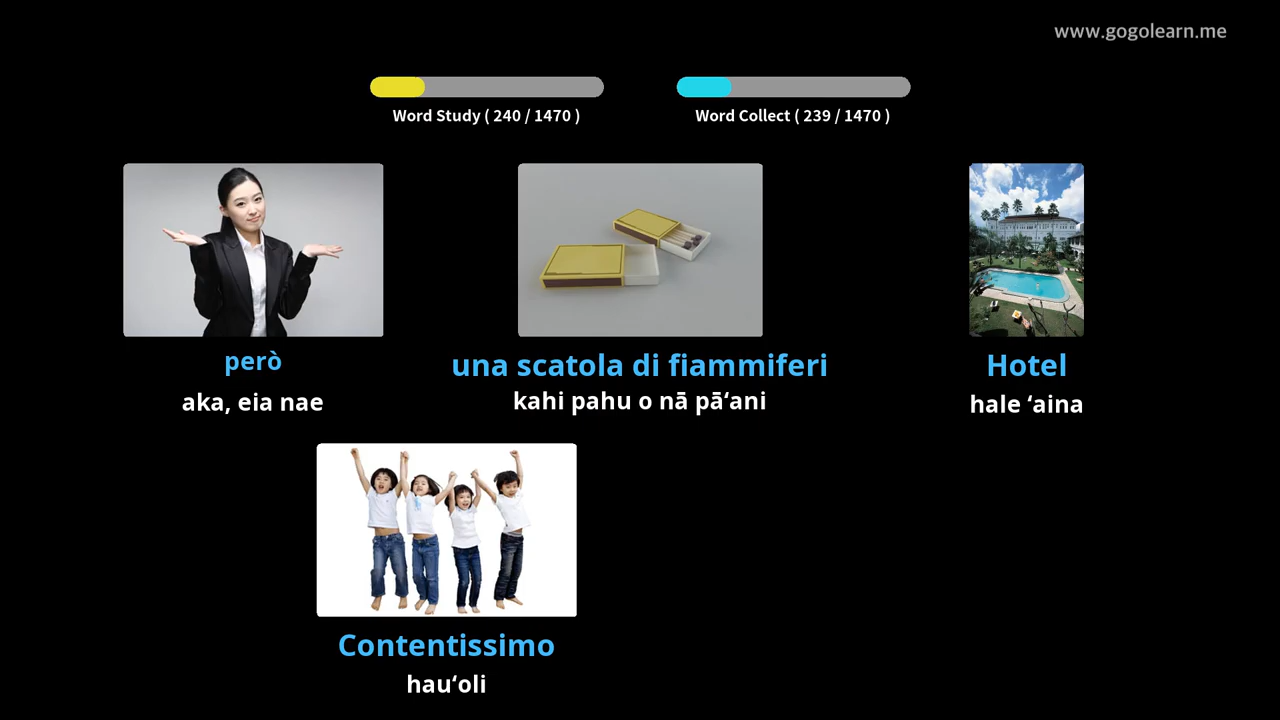 www.gogolearn.me
Word Study ( 240 / 1470 )
Word Collect ( 239 / 1470 )
però
aka, eia nae
una scatola di fiammiferi
kahi pahu o nā pāʻani
Hotel
hale ʻaina
Contentissimo
hauʻoli